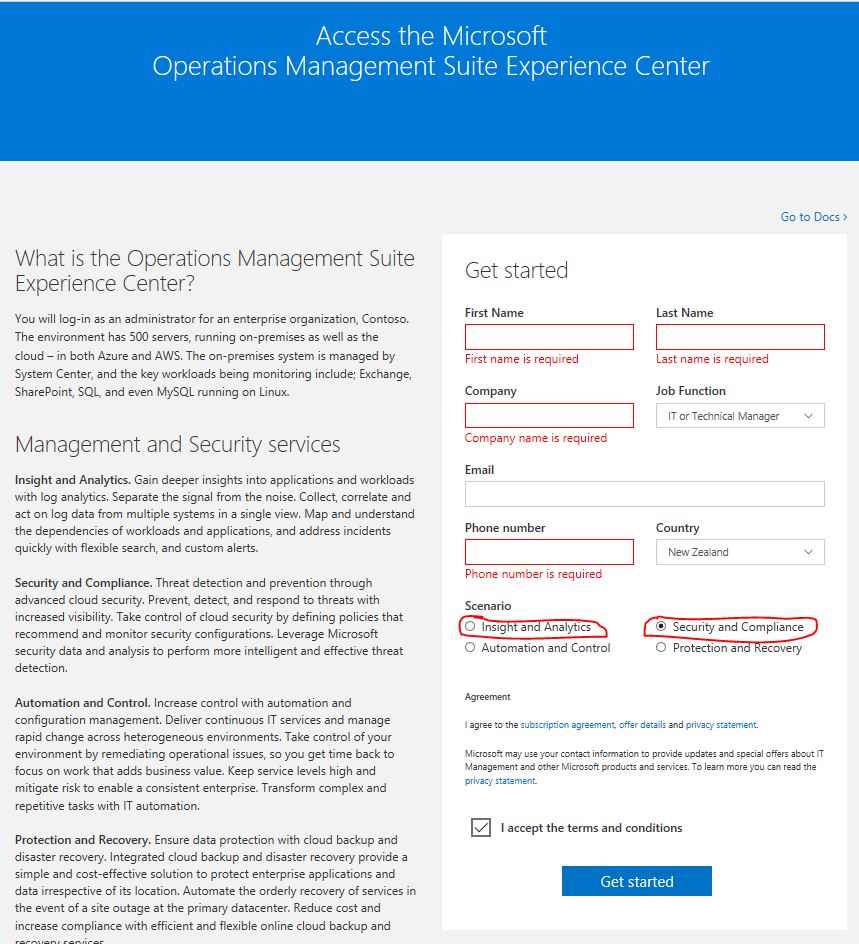 Access the Microsoft
Operations Management Suite Experience Center
Go to Docs >
What is the Operations Management Suite
Experience Center?
You will log-in as an administrator for an enterprise organization, Contoso.
The environment has 500 servers, running on-premises as well as the
cloud – in both Azure and AWS. The on-premises system is managed by
System Center, and the key workloads being monitoring include; Exchange,
SharePoint, SQL, and even MySQL running on Linux.
Management and Security services
Insight and Analytics. Gain deeper insights into applications and workloads
with log analytics. Separate the signal from the noise. Collect, correlate and
act on log data from multiple systems in a single view. Map and understand
the dependencies of workloads and applications, and address incidents
quickly with flexible search, and custom alerts.
Security and Compliance. Threat detection and prevention through
advanced cloud security. Prevent, detect, and respond to threats with
increased visibility. Take control of cloud security by defining policies that
recommend and monitor security configurations. Leverage Microsoft
security data and analysis to perform more intelligent and effective threat
detection.
Automation and Control. Increase control with automation and
configuration management. Deliver continuous IT services and manage
rapid change across heterogeneous environments. Take control of your
environment by remediating operational issues, so you get time back to
focus on work that adds business value. Keep service levels high and
mitigate risk to enable a consistent enterprise. Transform complex and
repetitive tasks with IT automation.
Protection and Recovery. Ensure data protection with cloud backup and
disaster recovery. Integrated cloud backup and disaster recovery provide a
simple and cost-effective solution to protect enterprise applications and
data irrespective of its location. Automate the orderly recovery of services in
the event of a site outage at the primary datacenter. Reduce cost and
increase compliance with efficient and flexible online cloud backup and
recovery services.
Get started
First Name Last Name
First name is required Last name is required
Company Job Function
IT or Technical Manager
Company name is required
Email
Phone number Country
New Zealand
Phone number is required
Scenario
Insight and Analytics Security and Compliance
Automation and Control Protection and Recovery
Agreement
I agree to the subscription agreement, offer details and privacy statement.
Microsoft may use your contact information to provide updates and special offers about IT
Management and other Microsoft products and services. To learn more you can read the
privacy statement.
I accept the terms and conditions
Get started